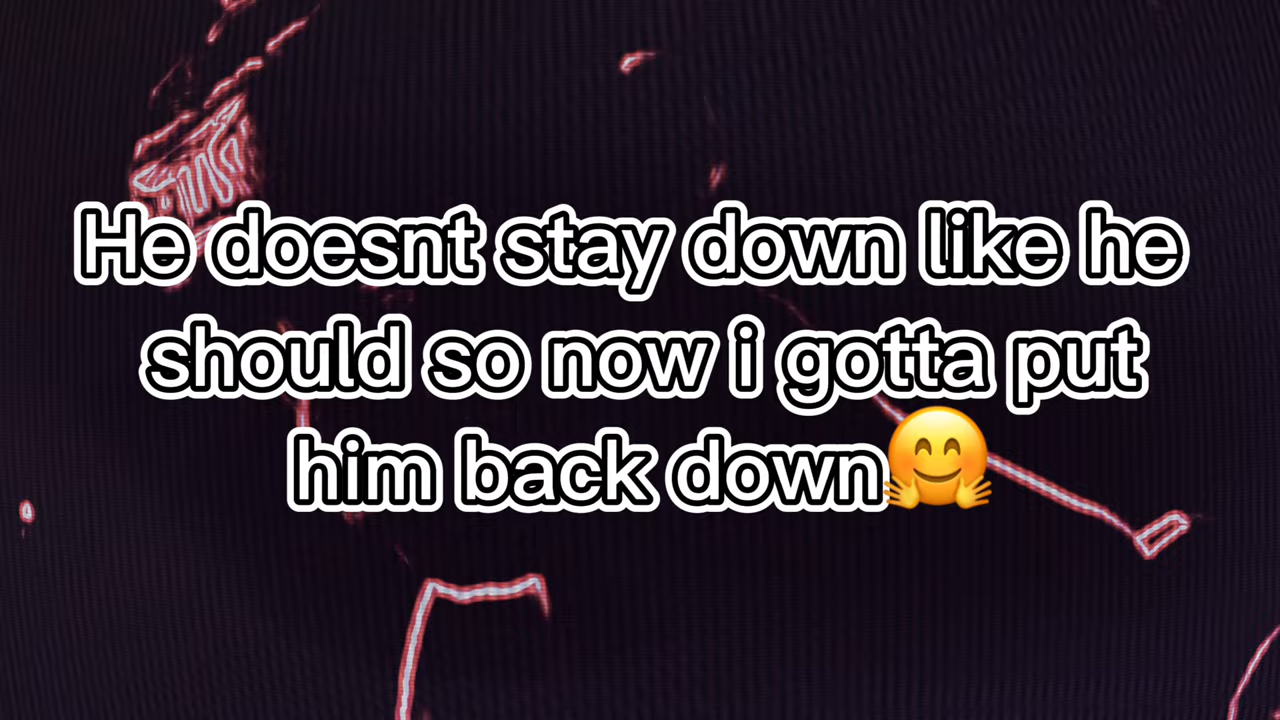 He doesnt stay down like he
should so now i gotta put
him back down🤗